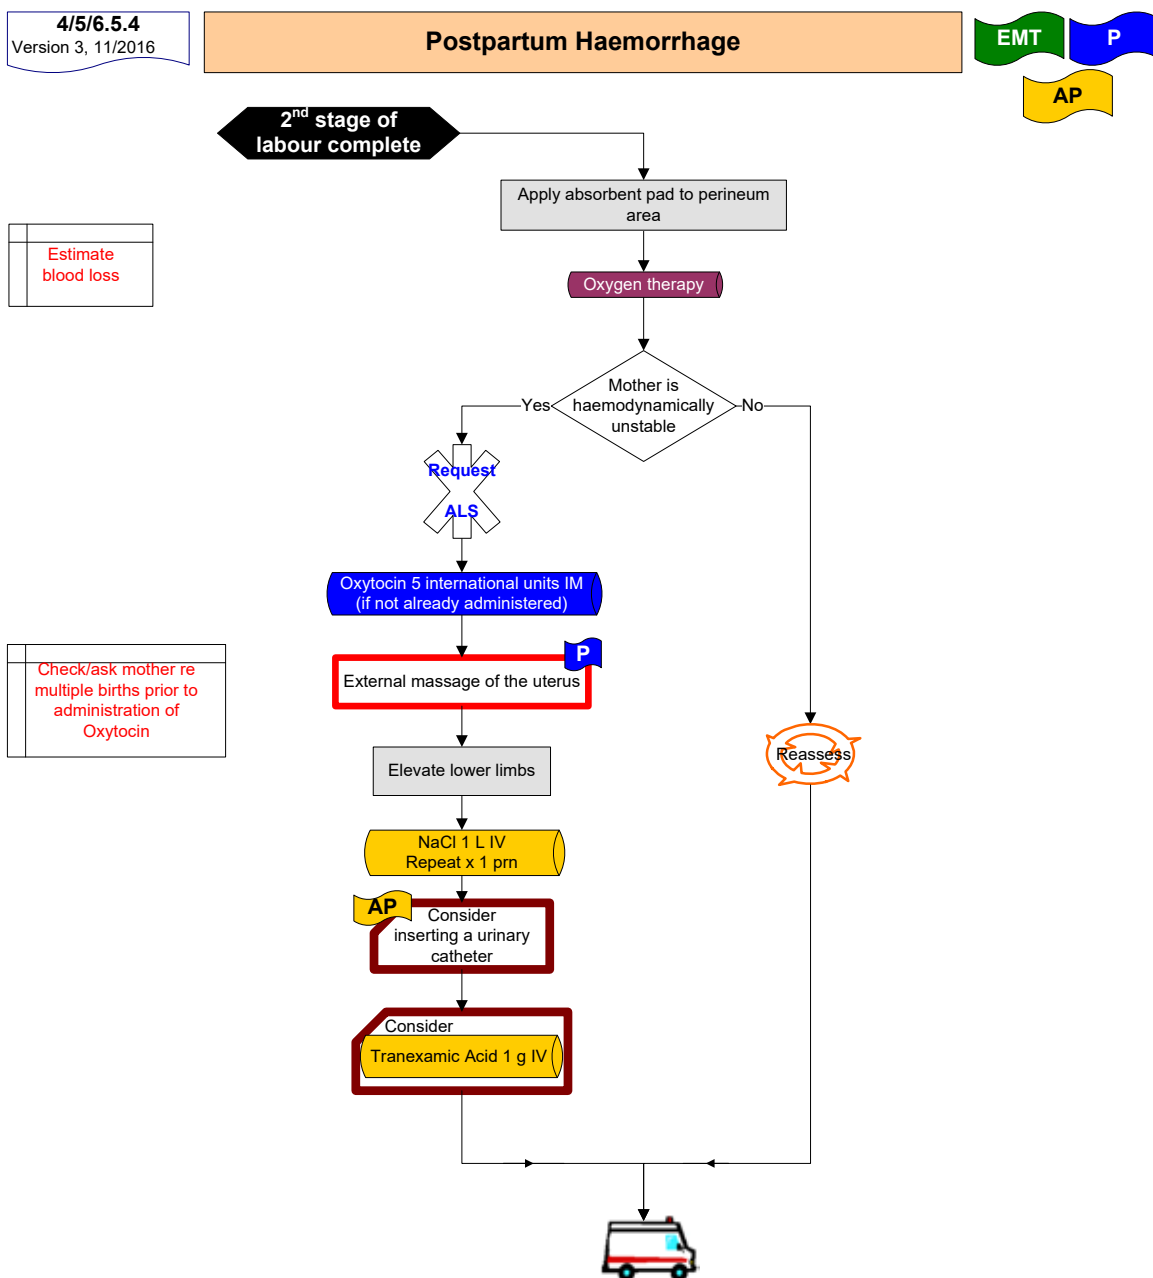 4/5/6.5.4
Version 3, 11/2016
Postpartum Haemorrhage
EMT
P
AP
2nd stage of
labour complete
Apply absorbent pad to perineum
area
Estimate
blood loss
Oxygen therapy
Mother is
haemodynamically
unstable
Yes
No
Request
ALS
Oxytocin 5 international units IM
(if not already administered)
P
External massage of the uterus
Check/ask mother re
multiple births prior to
administration of
Oxytocin
Reassess
Elevate lower limbs
NaCl 1 L IV
Repeat x 1 prn
AP
Consider
inserting a urinary
catheter
Consider
Tranexamic Acid 1 g IV